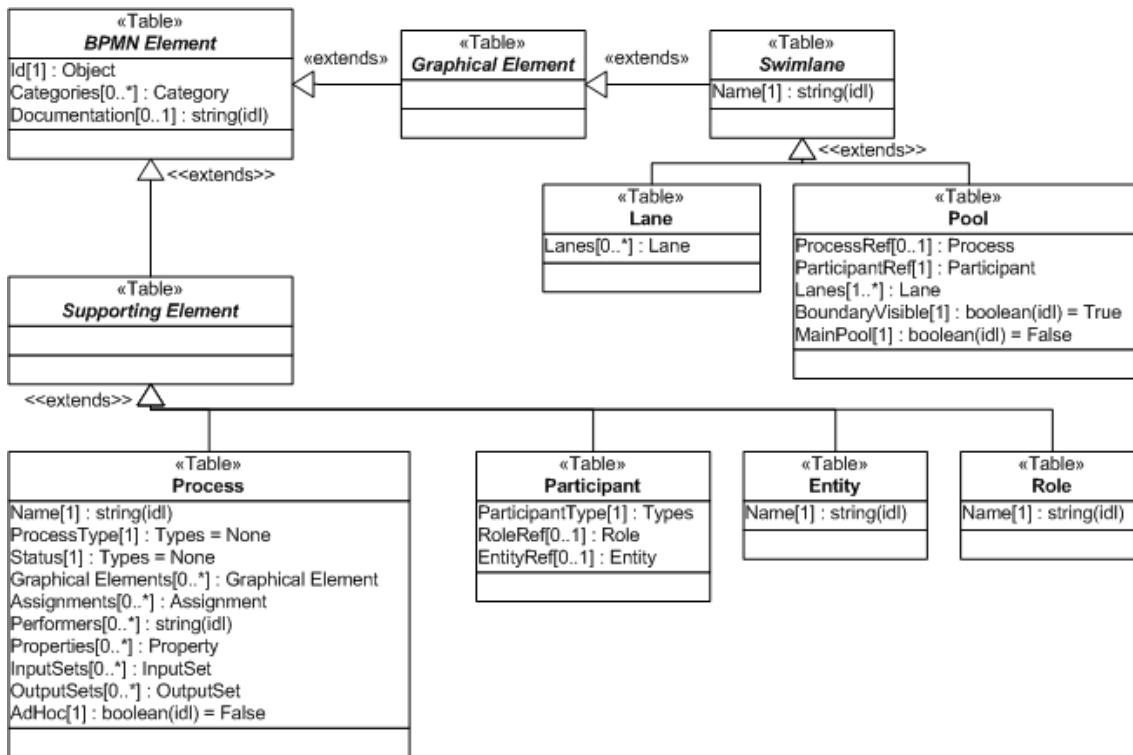 «Table»
BPMN Element
Id[1] : Object
Categories[0..*] : Category
Documentation[0..1] : string(idl)
«extends»
«Table»
Graphical Element
«extends»
«Table»
Swimlane
Name[1] : string(idl)
<<extends>>
<<extends>>
«Table»
Lane
Lanes[0..*] : Lane
«Table»
Pool
ProcessRef[0..1] : Process
ParticipantRef[1] : Participant
Lanes[1..*] : Lane
BoundaryVisible[1] : boolean(idl) = True
MainPool[1] : boolean(idl) = False
«Table»
Supporting Element
<<extends>>
«Table»
Process
Name[1] : string(idl)
ProcessType[1] : Types = None
Status[1] : Types = None
Graphical Elements[0..*] : Graphical Element
Assignments[0..*] : Assignment
Performers[0..*] : string(idl)
Properties[0..*] : Property
InputSets[0..*] : InputSet
OutputSets[0..*] : OutputSet
AdHoc[1] : boolean(idl) = False
«Table»
Participant
ParticipantType[1] : Types
RoleRef[0..1] : Role
EntityRef[0..1] : Entity
«Table»
Entity
Name[1] : string(idl)
«Table»
Role
Name[1] : string(idl)